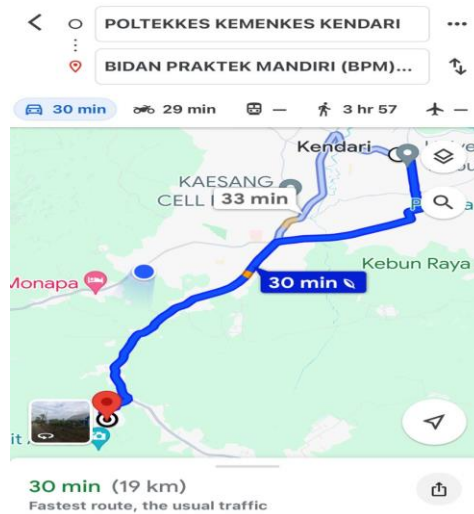 POLTEKKES KEMENKES KENDARI
BIDAN PRAKTEK MANDIRI (BPM)...
30 min 29 min — 3 hr 57 —
Kendari
KAESANG
CELL
33 min
Kebun Raya
30 min
Monapa
30 min (19 km)
Fastest route, the usual traffic